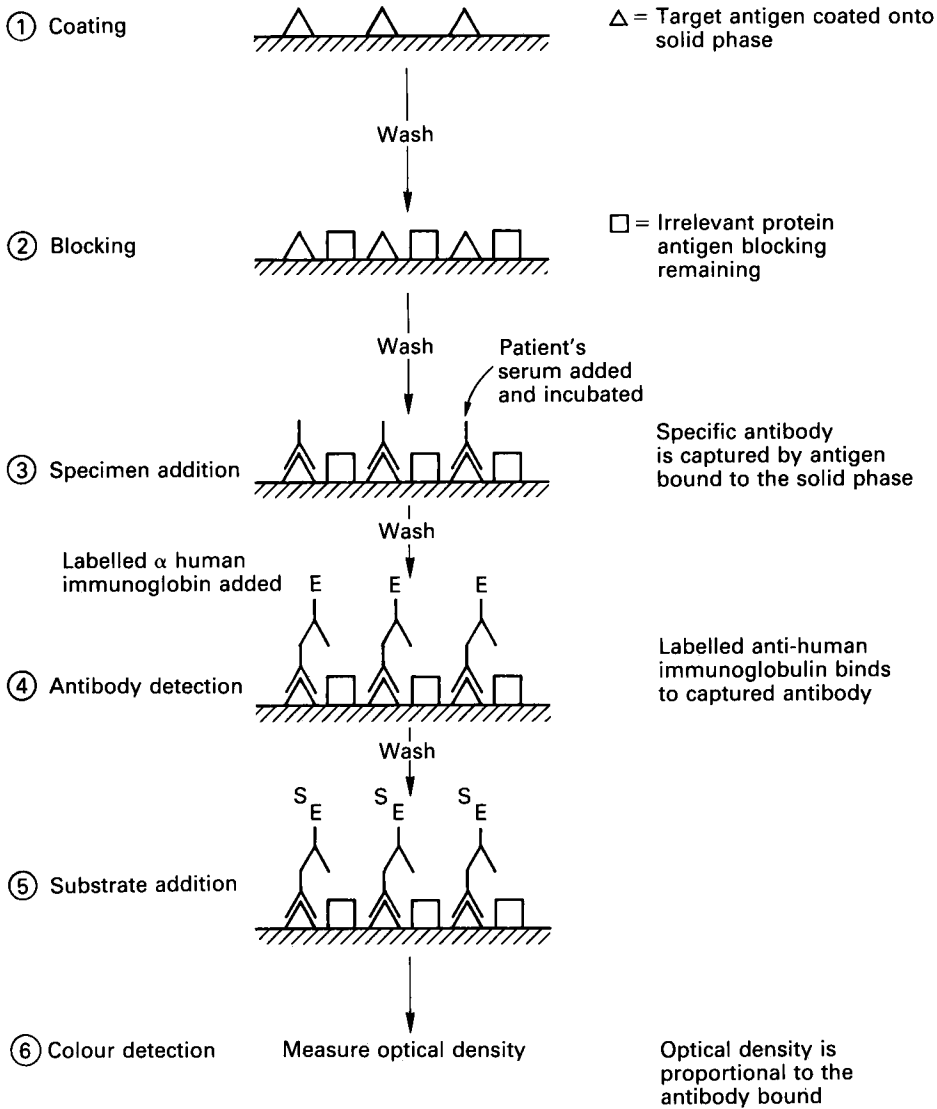 ① Coating
△ = Target antigen coated onto
solid phase
Wash
② Blocking
□ = Irrelevant protein
antigen blocking
remaining
Wash
Patient's
serum added
and incubated
③ Specimen addition
Specific antibody
is captured by antigen
bound to the solid phase
Wash
Labelled α human
immunoglobin added
E E E
④ Antibody detection
Labelled anti-human
immunoglobulin binds
to captured antibody
Wash
S E S E S E
⑤ Substrate addition
⑥ Colour detection
Measure optical density
Optical density is
proportional to the
antibody bound